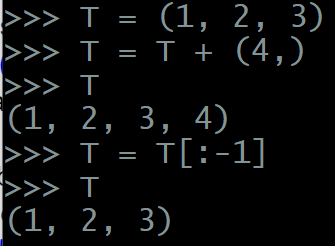 >>> T = (1, 2, 3)
>>> T = T + (4,)
>>> T
(1, 2, 3, 4)
>>> T = T[:-1]
>>> T
(1, 2, 3)